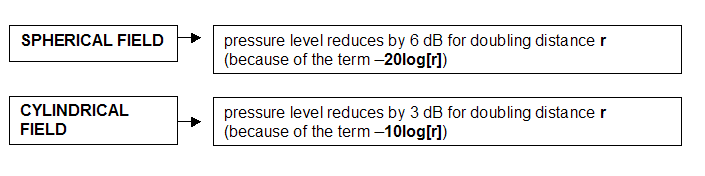 SPHERICAL FIELD
pressure level reduces by 6 dB for doubling distance r
(because of the term –20log[r])
CYLINDRICAL
FIELD
pressure level reduces by 3 dB for doubling distance r
(because of the term –10log[r])